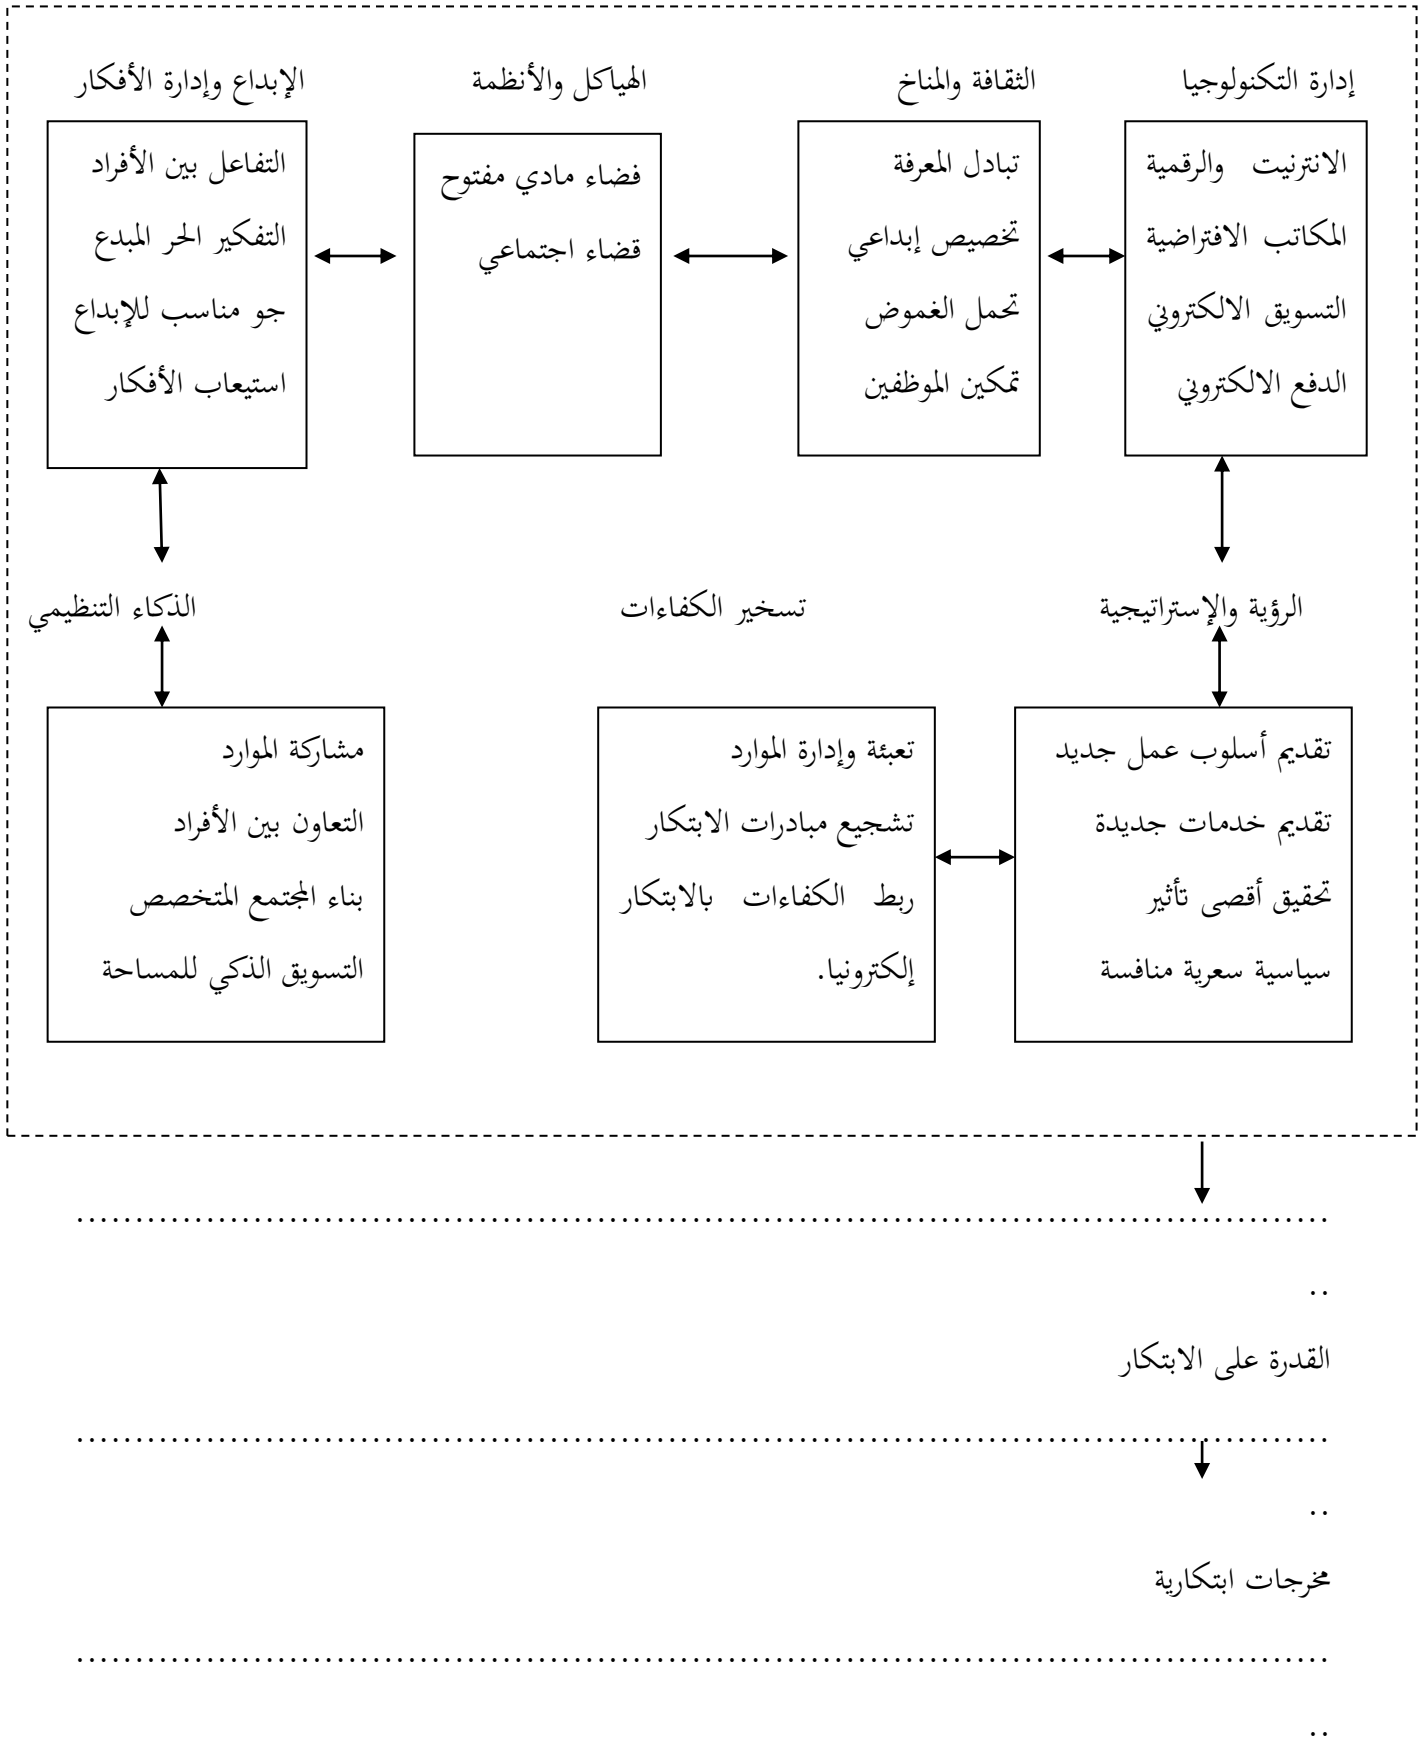 إدارة التكنولوجيا
الثقافة والمناخ
الهياكل والأنظمة
الإبداع وإدارة الأفكار
الانترنيت والرقمية
المكاتب الافتراضية
التسويق الالكتروني
الدفع الالكتروني
تبادل المعرفة
تخصيص إبداعي
تحمل الغموض
تمكين الموظفين
فضاء مادي مفتوح
قضاء اجتماعي
التفاعل بين الأفراد
التفكير الحر المبدع
جو مناسب للإبداع
استيعاب الأفكار
الرؤية والإستراتيجية
تسخير الكفاءات
الذكاء التنظيمي
تقديم أسلوب عمل جديد
تقديم خدمات جديدة
تحقيق أقصى تأثير
سياسية سعرية منافسة
تعبئة وإدارة الموارد
تشجيع مبادرات الابتكار
ربط الكفاءات بالابتكار
إلكترونيا.
مشاركة الموارد
التعاون بين الأفراد
بناء المجتمع المتخصص
التسويق الذكي للمساحة
القدرة على الابتكار
مخرجات ابتكارية